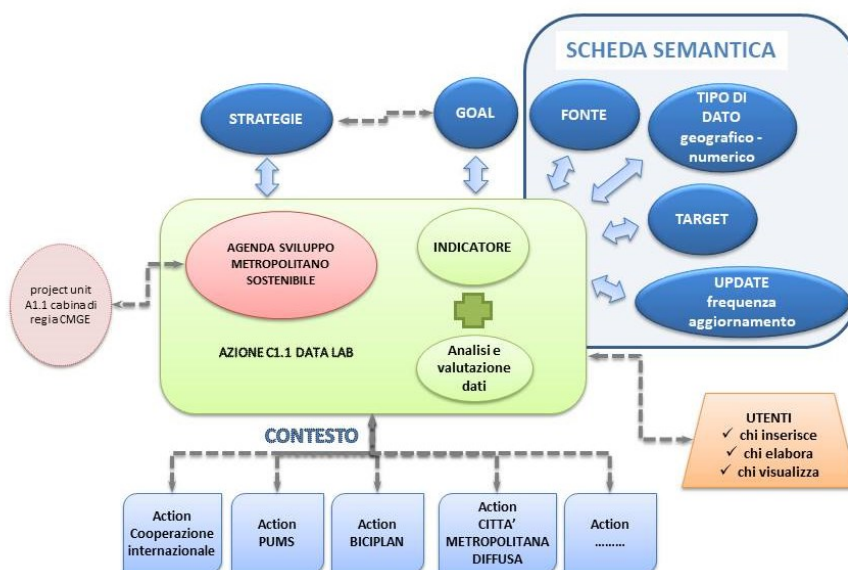 SCHEDA SEMANTICA
STRATEGIE
GOAL
FONTE
TIPO DI
DATO
geografico -
numerico
AGENDA SVILUPPO
METROPOLITANO
SOSTENIBILE
INDICATORE
TARGET
project unit
A1.1 cabina di
regia CMGE
UPDATE
frequenza
aggiornamento
AZIONE C1.1 DATA LAB
Analisi e
valutazione
dati
CONTESTO
UTENTI
✓ chi inserisce
✓ chi elabora
✓ chi visualizza
Action
Cooperazione
internazionale
Action
PUMS
Action
BICIPLAN
Action
CITTA'
METROPOLITANA
DIFFUSA
Action
.........